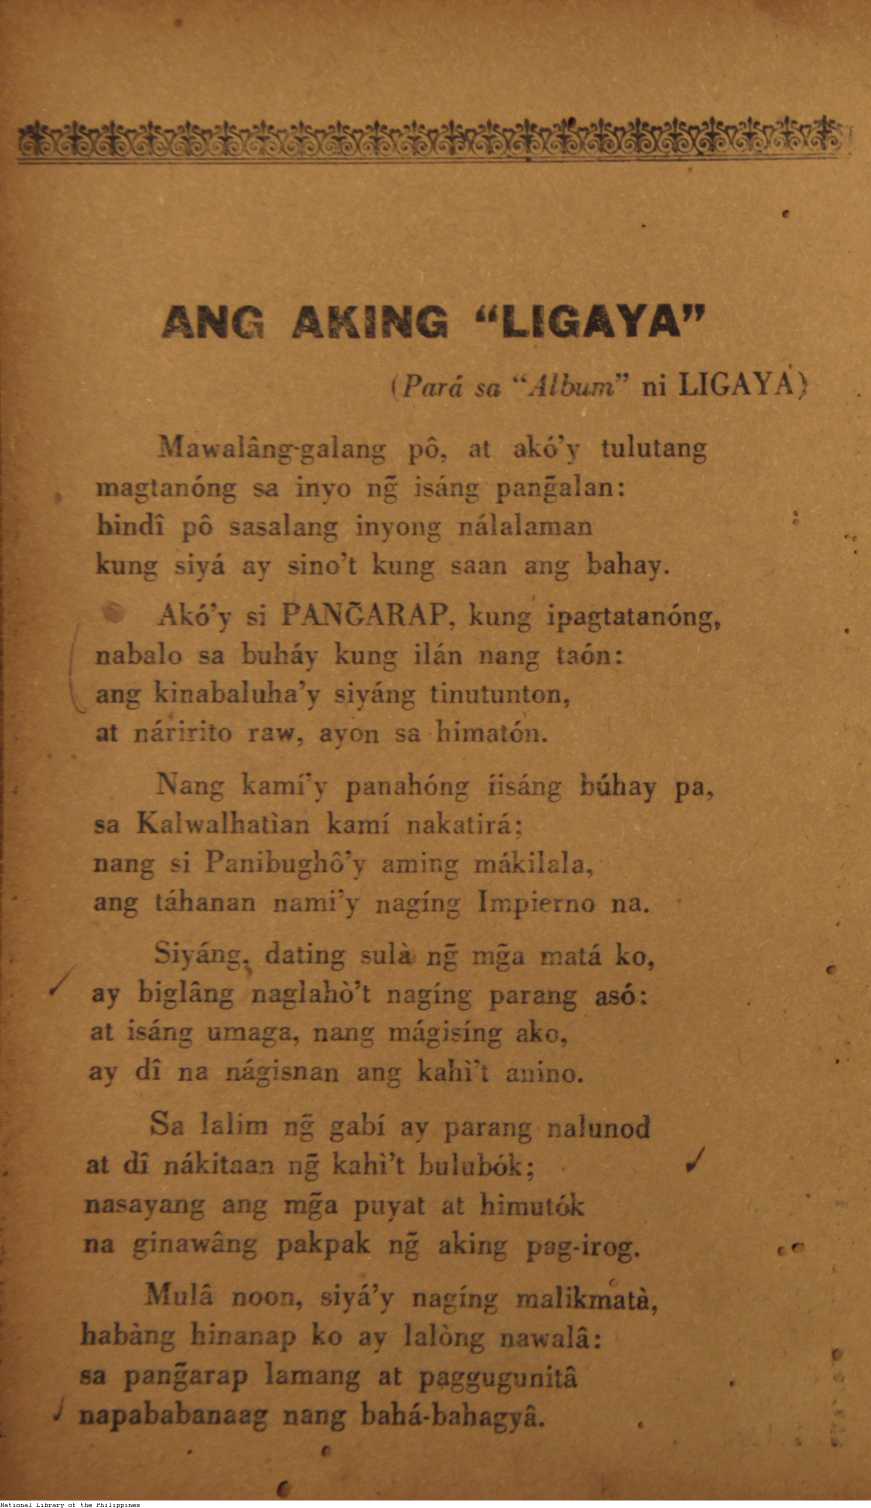 ANG AKING “LIGAYA”
(Pará sa “Album” ni LIGAYA)
Mawalâng-galang pô, at akó’y tulutang
magtanóng sa inyo ng̃ isáng pang̃alan:
hindî pô sasalang inyong nálalaman
kung siyá ay sino’t kung saan ang bahay.
Akó’y si PANG̃ARAP, kung ipagtatanóng,
nabalo sa buháy kung ilán nang taón:
ang kinabaluha’y siyáng tinutunton,
at náririto raw, ayon sa himatón.
Nang kamí’y panahóng íisáng búhay pa,
sa Kalwalhatìan kamí nakatirá;
nang si Panibughô’y aming mákilala,
ang táhanan nami’y nagíng Impierno na.
Siyáng, dating sulà ng̃ mg̃a matá ko,
ay biglâng naglahò’t nagíng parang asó:
at isáng umaga, nang mágisíng ako,
ay dî na nágisnan ang kahì’t anino.
Sa lalim ng̃ gabí ay parang nalunod
at dî nákitaan ng̃ kahì’t bulubók;
nasayang ang mg̃a puyat at himutók
na ginawâng pakpak ng̃ aking pag-irog.
Mulâ noon, siyá’y nagíng malikmatà,
habàng hinanap ko ay lalòng nawalâ:
sa pang̃arap lamang at paggugunitâ
napababanaag nang bahá-bahagyâ.
National Library of the Philippines